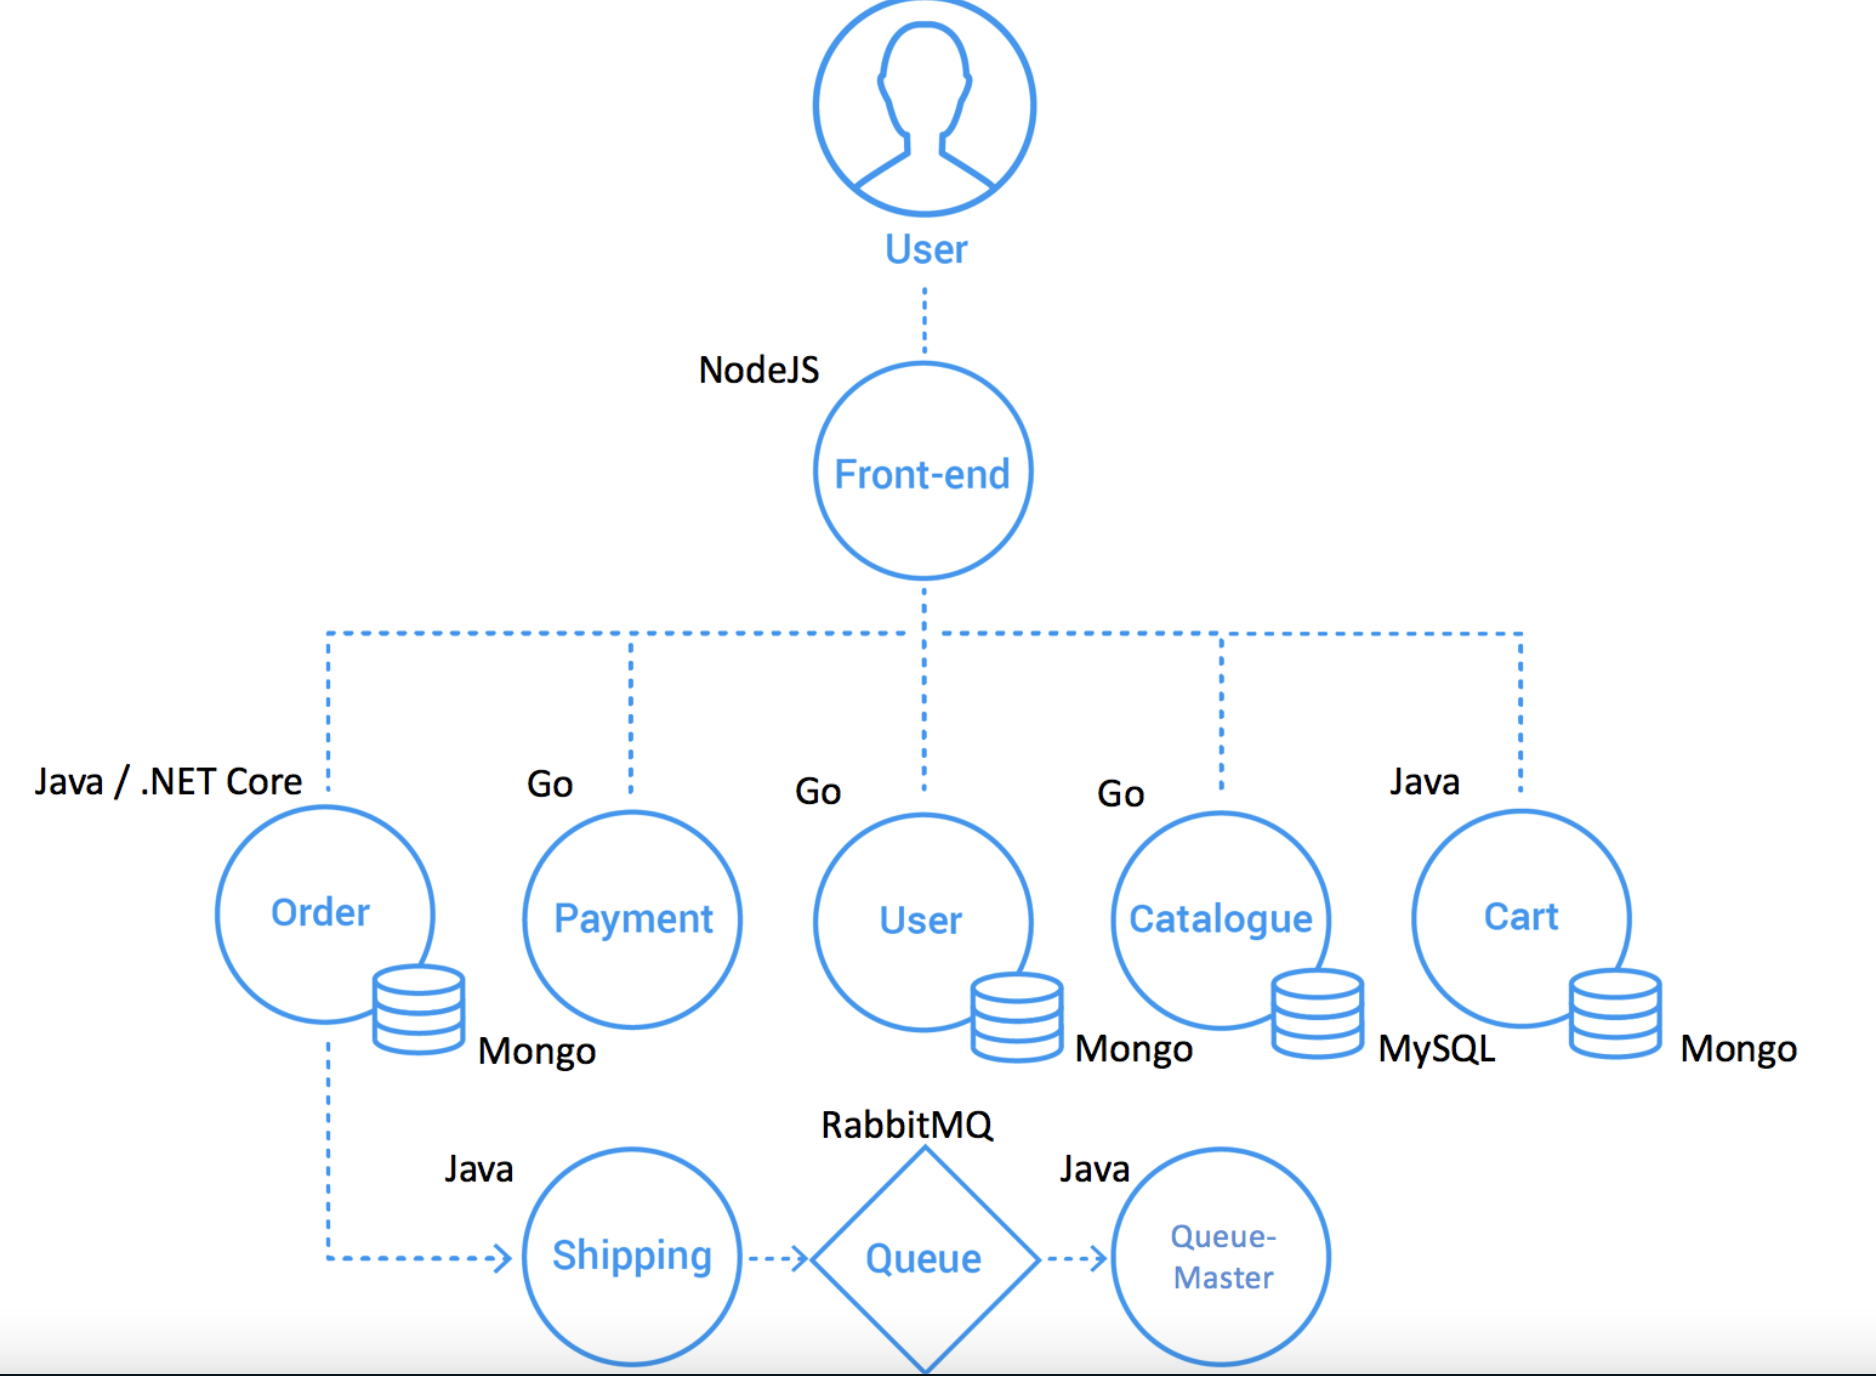 User
NodeJS
Front-end
Java / .NET Core
Go
Go
Go
Java
Order
Payment
User
Catalogue
Cart
Mongo
Mongo
MySQL
Mongo
RabbitMQ
Java
Java
Shipping
Queue
Queue-
Master